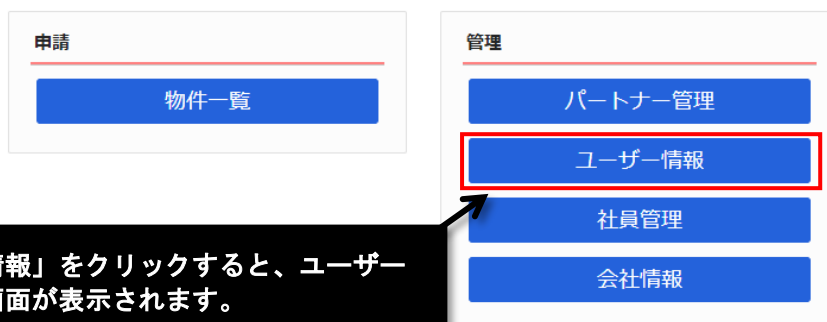 申請
物件一覧
管理
パートナー管理
ユーザー情報
社員管理
会社情報
情報」をクリックすると、ユーザー
画面が表示されます。